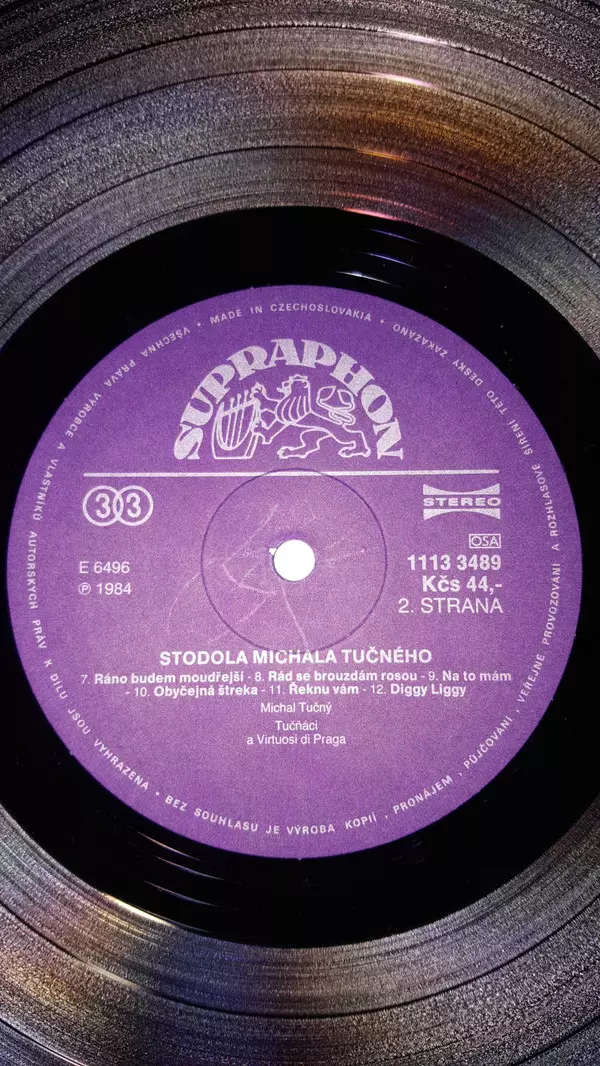 MADE IN CZECHOSLOVAKIA • VŠECHNA PRÁVA VÝROBCE A VLASTNÍKŮ AUTORSKÝCH PRÁV K DÍLU JSOU VYHRAZENA • BEZ SOUHLASU JE VÝROBA KOPIÍ, PRONÁJEM, PŮJČOVÁNÍ, VEŘEJNÉ PROVOZOVÁNÍ A ROZHLASOVÉ ŠÍŘENÍ TÉTO DESKY ZAKÁZÁNO •
SUPRAPHON
33
STEREO
OSA
E 6496
1113 3489
℗ 1984
Kčs 44,-
2. STRANA
STODOLA MICHALA TUČNÉHO
7. Ráno budem moudřejší - 8. Rád se brouzdám rosou - 9. Na to mám
- 10. Obyčejná štreka - 11. Řeknu vám - 12. Diggy Liggy
Michal Tučný
Tučňáci
a Virtuosi di Praga